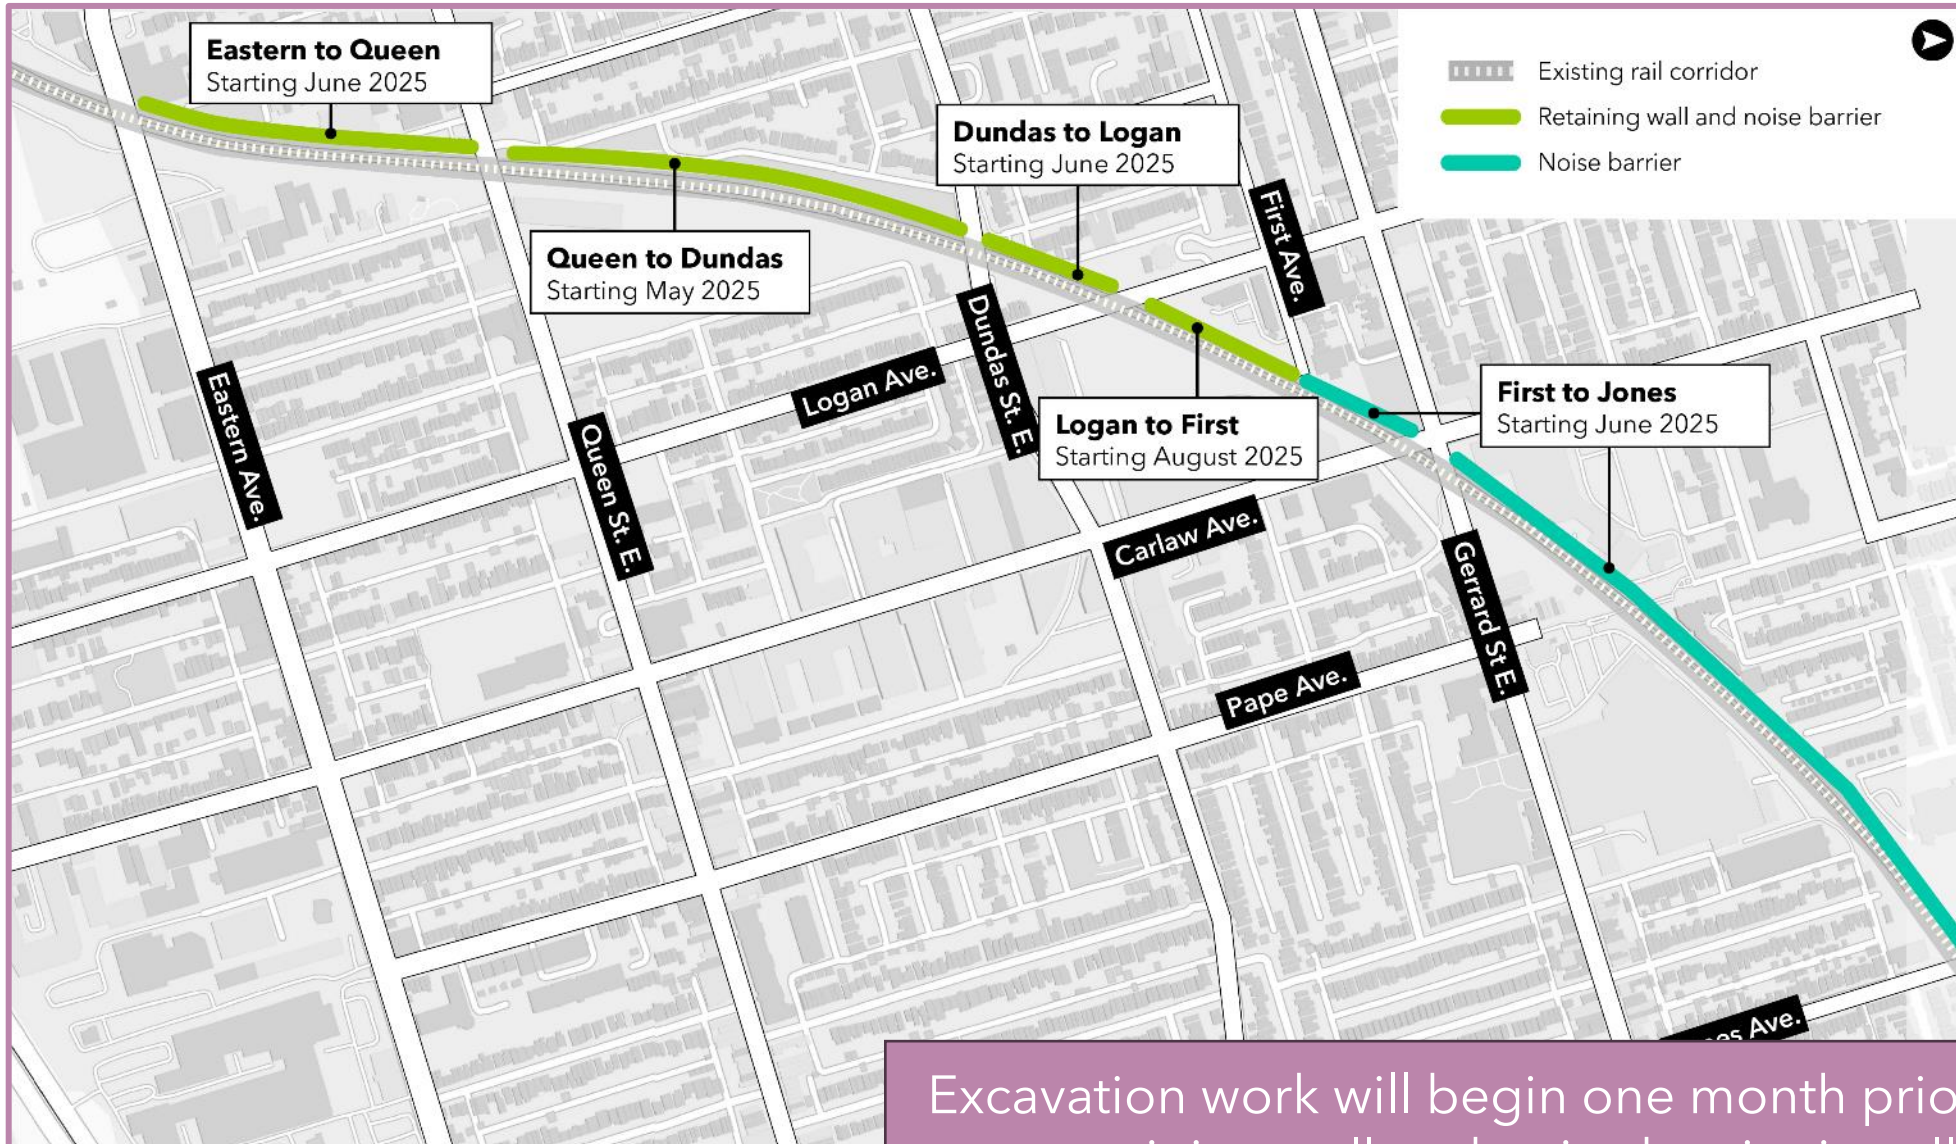 Eastern to Queen
Starting June 2025
Existing rail corridor
Retaining wall and noise barrier
Noise barrier
Dundas to Logan
Starting June 2025
First Ave.
Queen to Dundas
Starting May 2025
Dundas St. E.
Logan Ave.
Eastern Ave.
Queen St. E.
First to Jones
Starting June 2025
Logan to First
Starting August 2025
Carlaw Ave.
Gerrard St E.
Pape Ave.
Ave.
Excavation work will begin one month